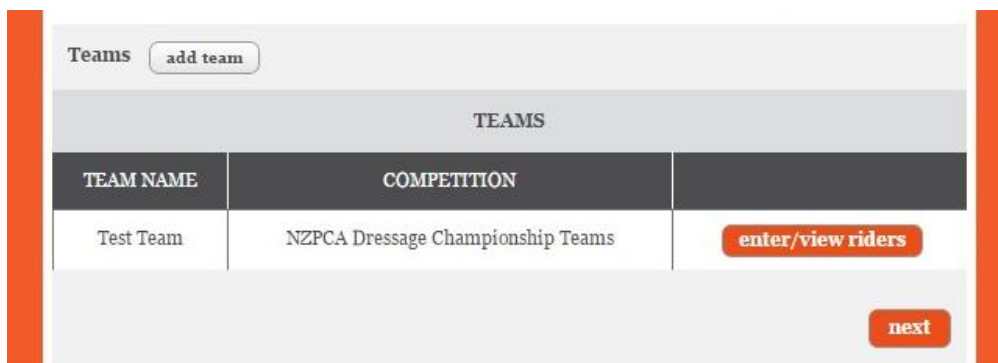 Teams add team
TEAMS
TEAM NAME COMPETITION
Test Team NZPCA Dressage Championship Teams enter/view riders
next